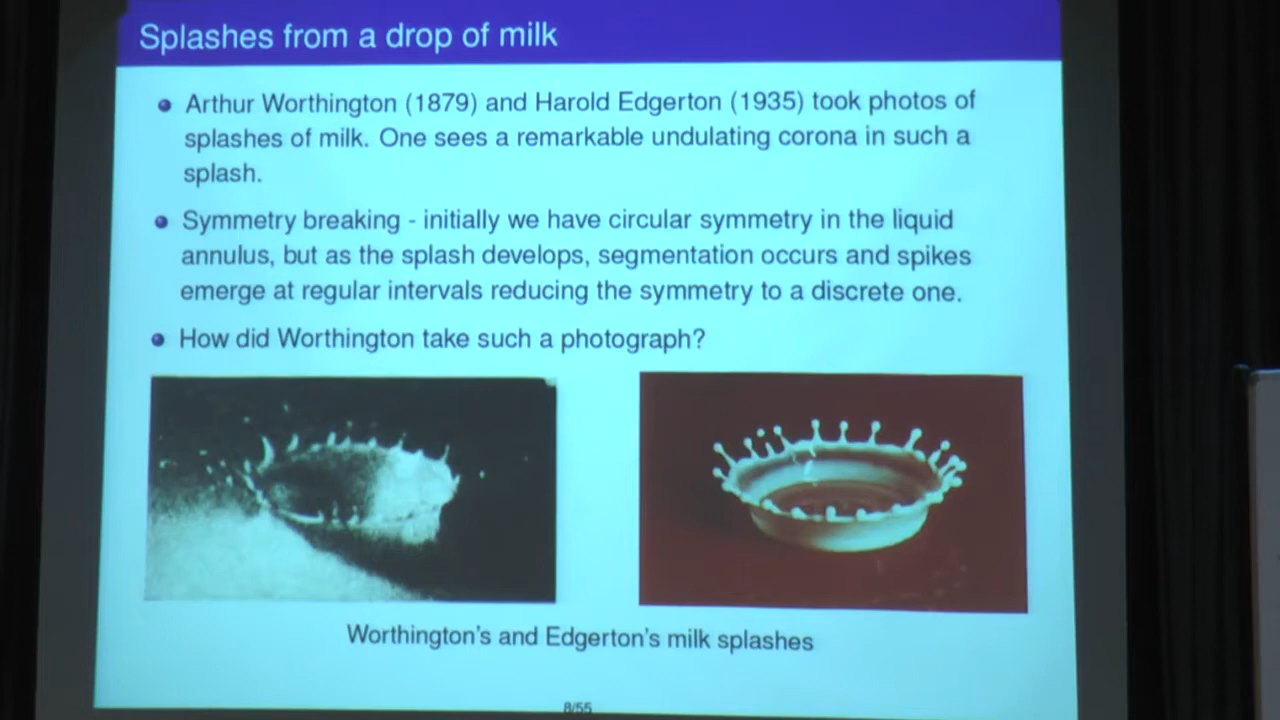 Splashes from a drop of milk
Arthur Worthington (1879) and Harold Edgerton (1935) took photos of
splashes of milk. One sees a remarkable undulating corona in such a
splash.
Symmetry breaking - initially we have circular symmetry in the liquid
annulus, but as the splash develops, segmentation occurs and spikes
emerge at regular intervals reducing the symmetry to a discrete one.
How did Worthington take such a photograph?
Worthington's and Edgerton's milk splashes
8/55